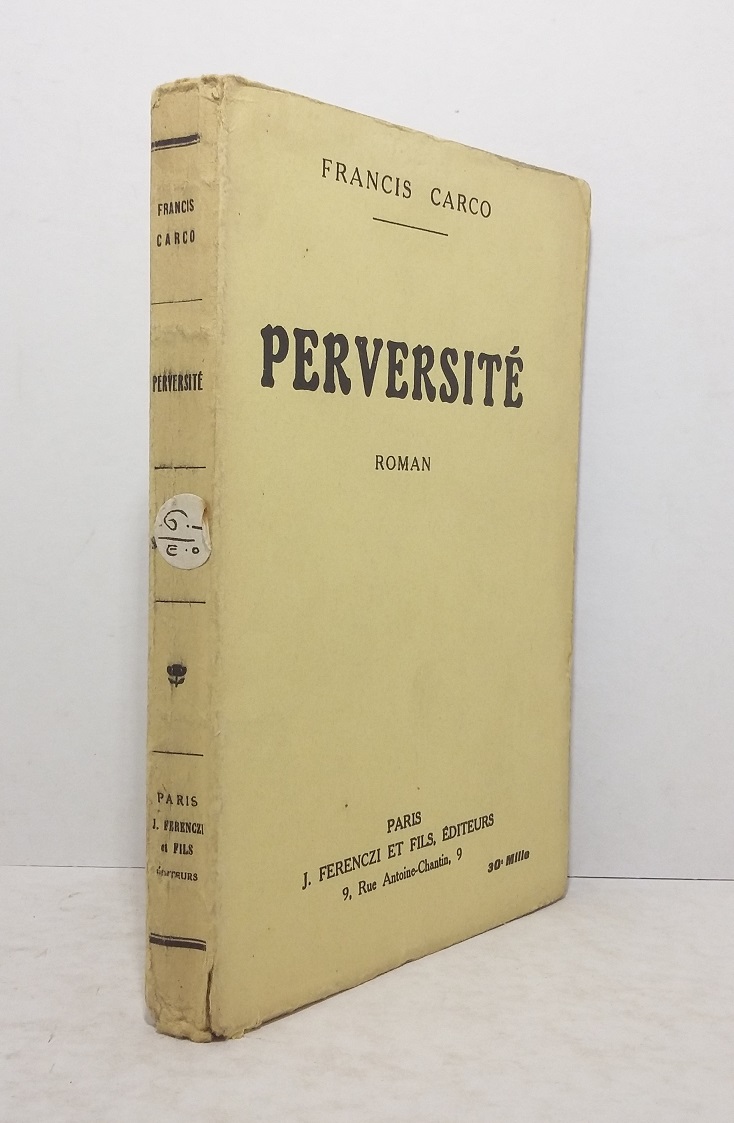 FRANCIS CARCO
PERVERSITÉ
ROMAN
PARIS
J. FERENCZI ET FILS, ÉDITEURS
9, Rue Antoine-Chantin, 9
30ᵉ Mille
FRANCIS
CARCO
PERVERSITÉ
PARIS
J. FERENCZI
et FILS
ÉDITEURS